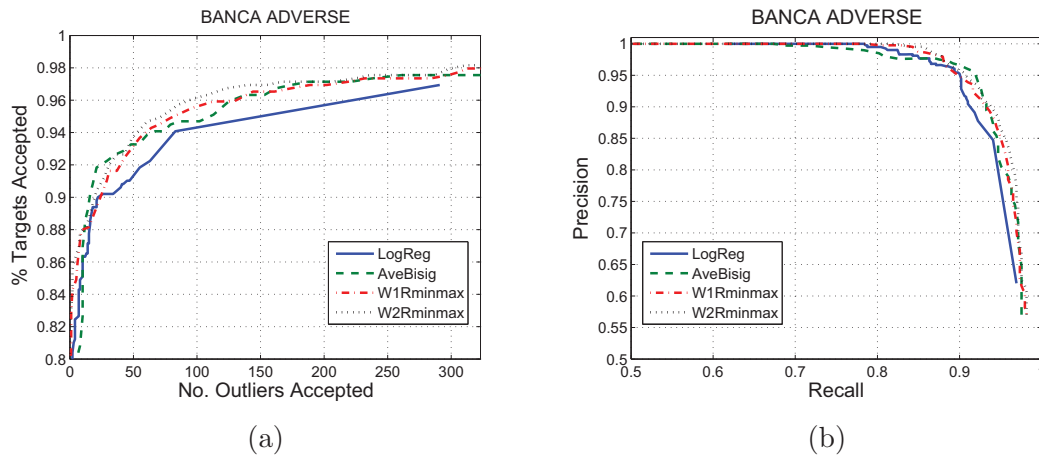 BANCA ADVERSE
1
0.98
0.96
0.94
0.92
0.9
0.88
0.86
0.84
0.82
0.8
% Targets Accepted
LogReg
AveBisig
W1Rminmax
W2Rminmax
0 50 100 150 200 250 300
No. Outliers Accepted
(a)
BANCA ADVERSE
1
0.95
0.9
0.85
0.8
0.75
0.7
0.65
0.6
0.55
0.5
Precision
LogReg
AveBisig
W1Rminmax
W2Rminmax
0.5 0.6 0.7 0.8 0.9
Recall
(b)